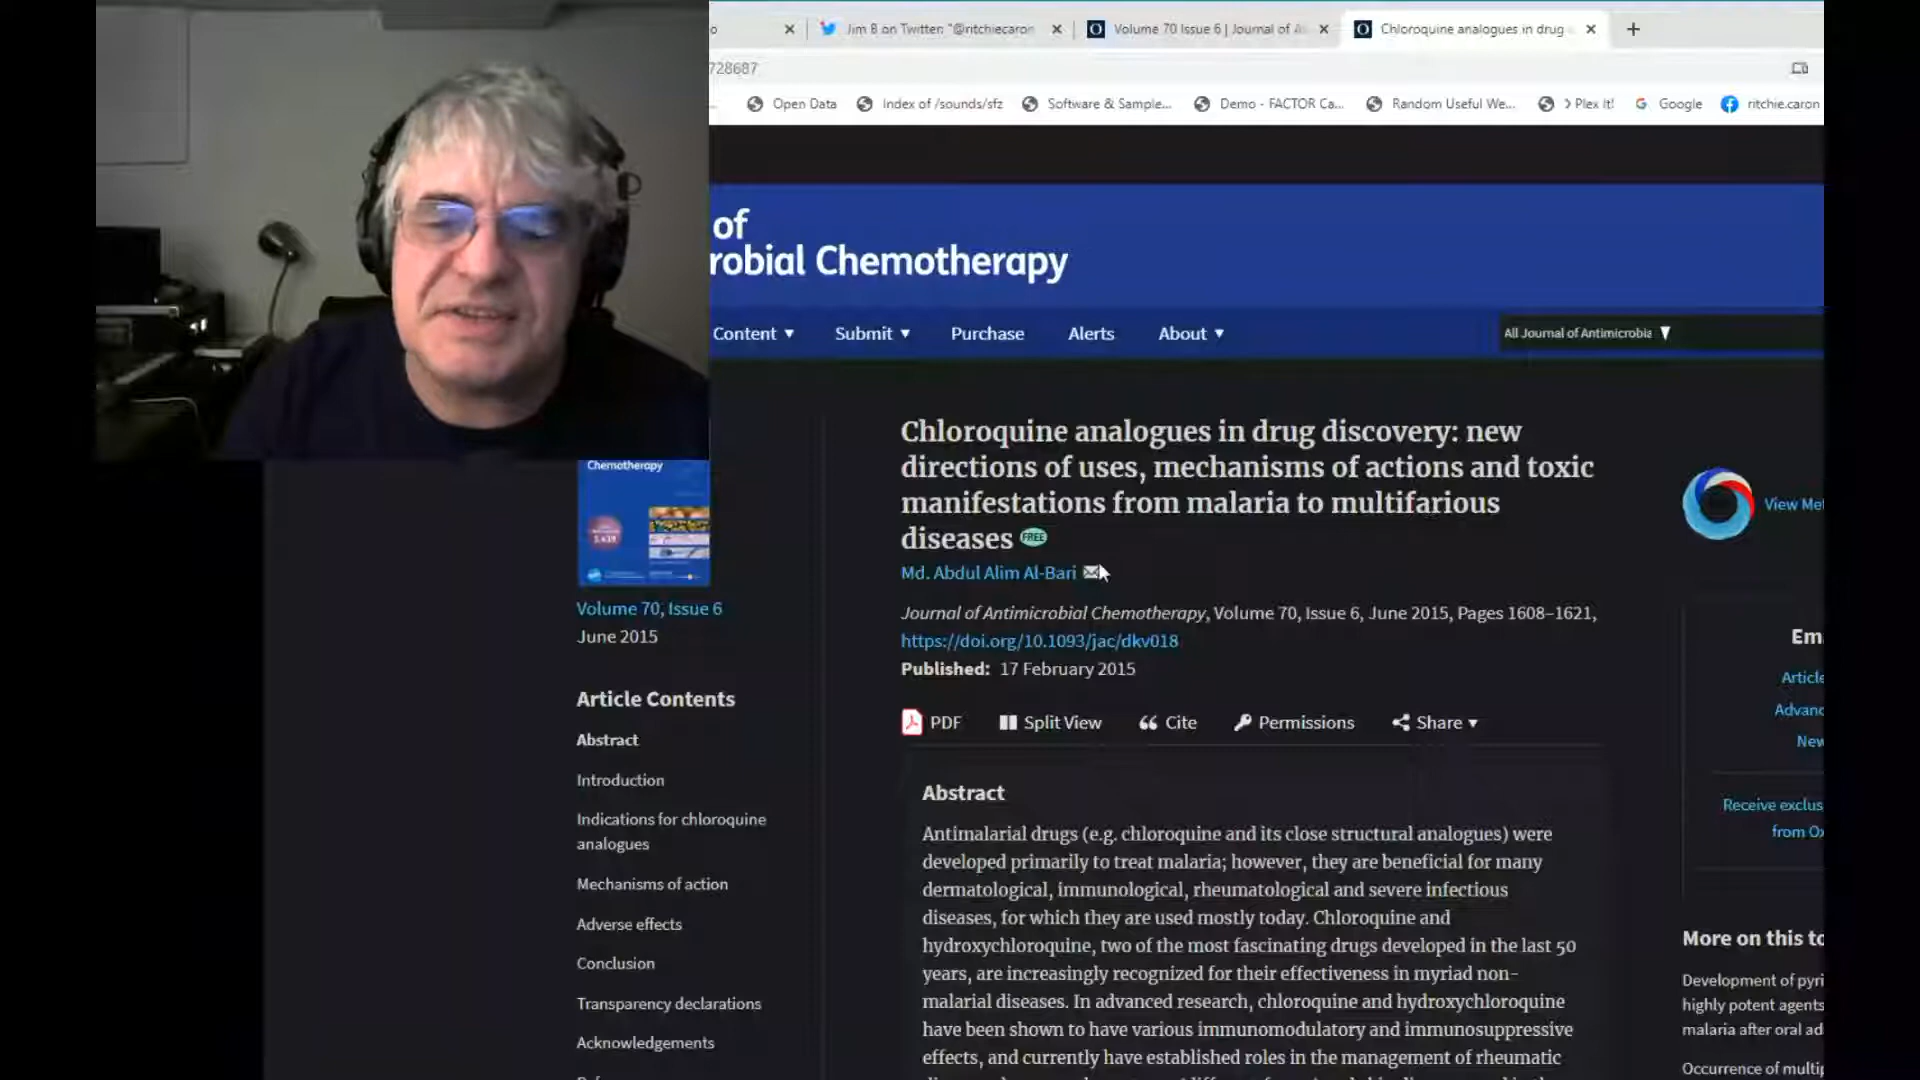 Jim B on Twitter: "@ritchiecaron
Volume 70 Issue 6 | Journal of A
Chloroquine analogues in drug
728687
Open Data
Index of /sounds/sfz
Software & Sample...
Demo - FACTOR Ca...
Random Useful We...
Plex It!
Google
ritchie.caron
of
robial Chemotherapy
Content
Submit
Purchase
Alerts
About
All Journal of Antimicrobia
Chemotherapy
Volume 70, Issue 6
June 2015
Article Contents
Abstract
Introduction
Indications for chloroquine
analogues
Mechanisms of action
Adverse effects
Conclusion
Transparency declarations
Acknowledgements
Chloroquine analogues in drug discovery: new
directions of uses, mechanisms of actions and toxic
manifestations from malaria to multifarious
diseases FREE
Md. Abdul Alim Al-Bari
Journal of Antimicrobial Chemotherapy, Volume 70, Issue 6, June 2015, Pages 1608–1621,
https://doi.org/10.1093/jac/dkv018
Published: 17 February 2015
PDF
Split View
Cite
Permissions
Share
Abstract
Antimalarial drugs (e.g. chloroquine and its close structural analogues) were
developed primarily to treat malaria; however, they are beneficial for many
dermatological, immunological, rheumatological and severe infectious
diseases, for which they are used mostly today. Chloroquine and
hydroxychloroquine, two of the most fascinating drugs developed in the last 50
years, are increasingly recognized for their effectiveness in myriad non-
malarial diseases. In advanced research, chloroquine and hydroxychloroquine
have been shown to have various immunomodulatory and immunosuppressive
effects, and currently have established roles in the management of rheumatic
View Met
Em
Article
Advanc
New
Receive exclus
from Ox
More on this to
Development of pyri
highly potent agents
malaria after oral ad
Occurrence of multip